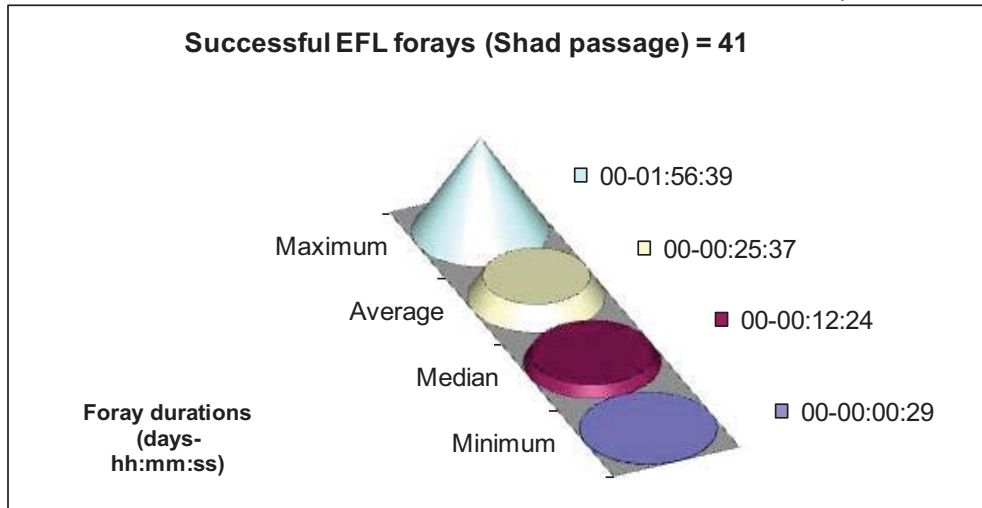 Successful EFL forays (Shad passage) = 41
00-01:56:39
Maximum
00-00:25:37
Average
00-00:12:24
Median
00-00:00:29
Minimum
Foray durations
(days-
hh:mm:ss)